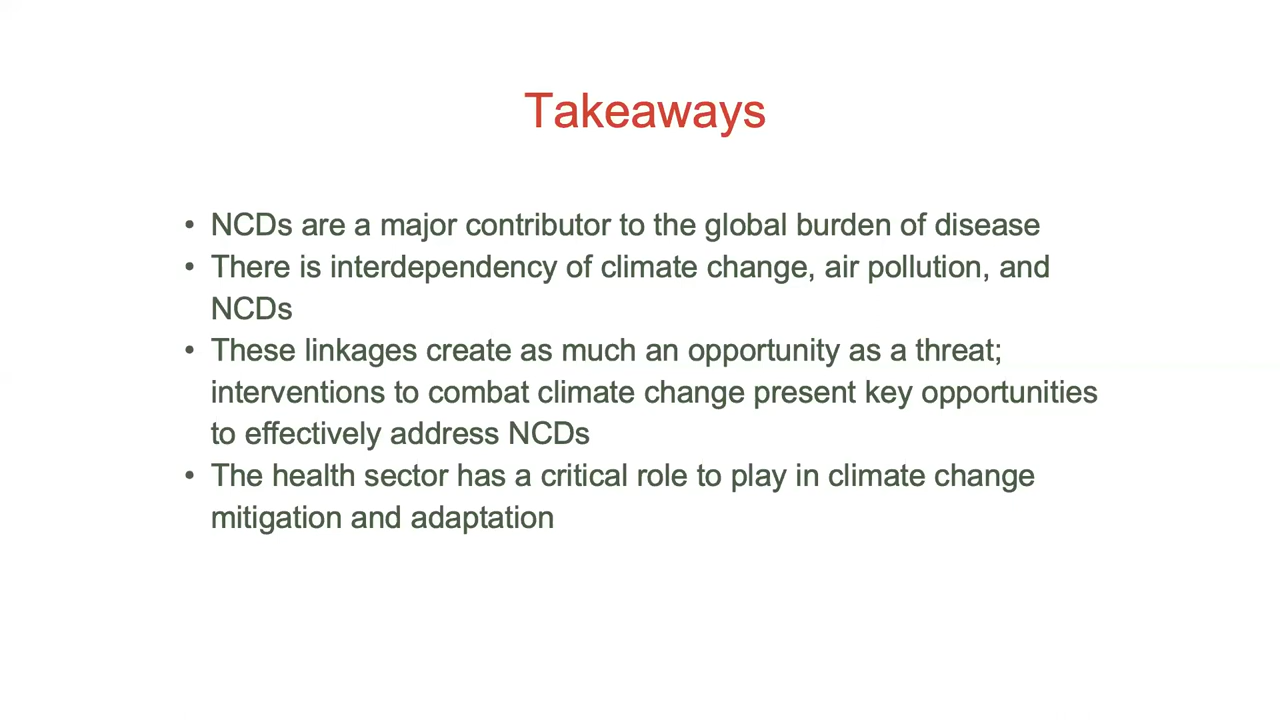 Takeaways
• NCDs are a major contributor to the global burden of disease
• There is interdependency of climate change, air pollution, and
NCDs
• These linkages create as much an opportunity as a threat;
interventions to combat climate change present key opportunities
to effectively address NCDs
• The health sector has a critical role to play in climate change
mitigation and adaptation